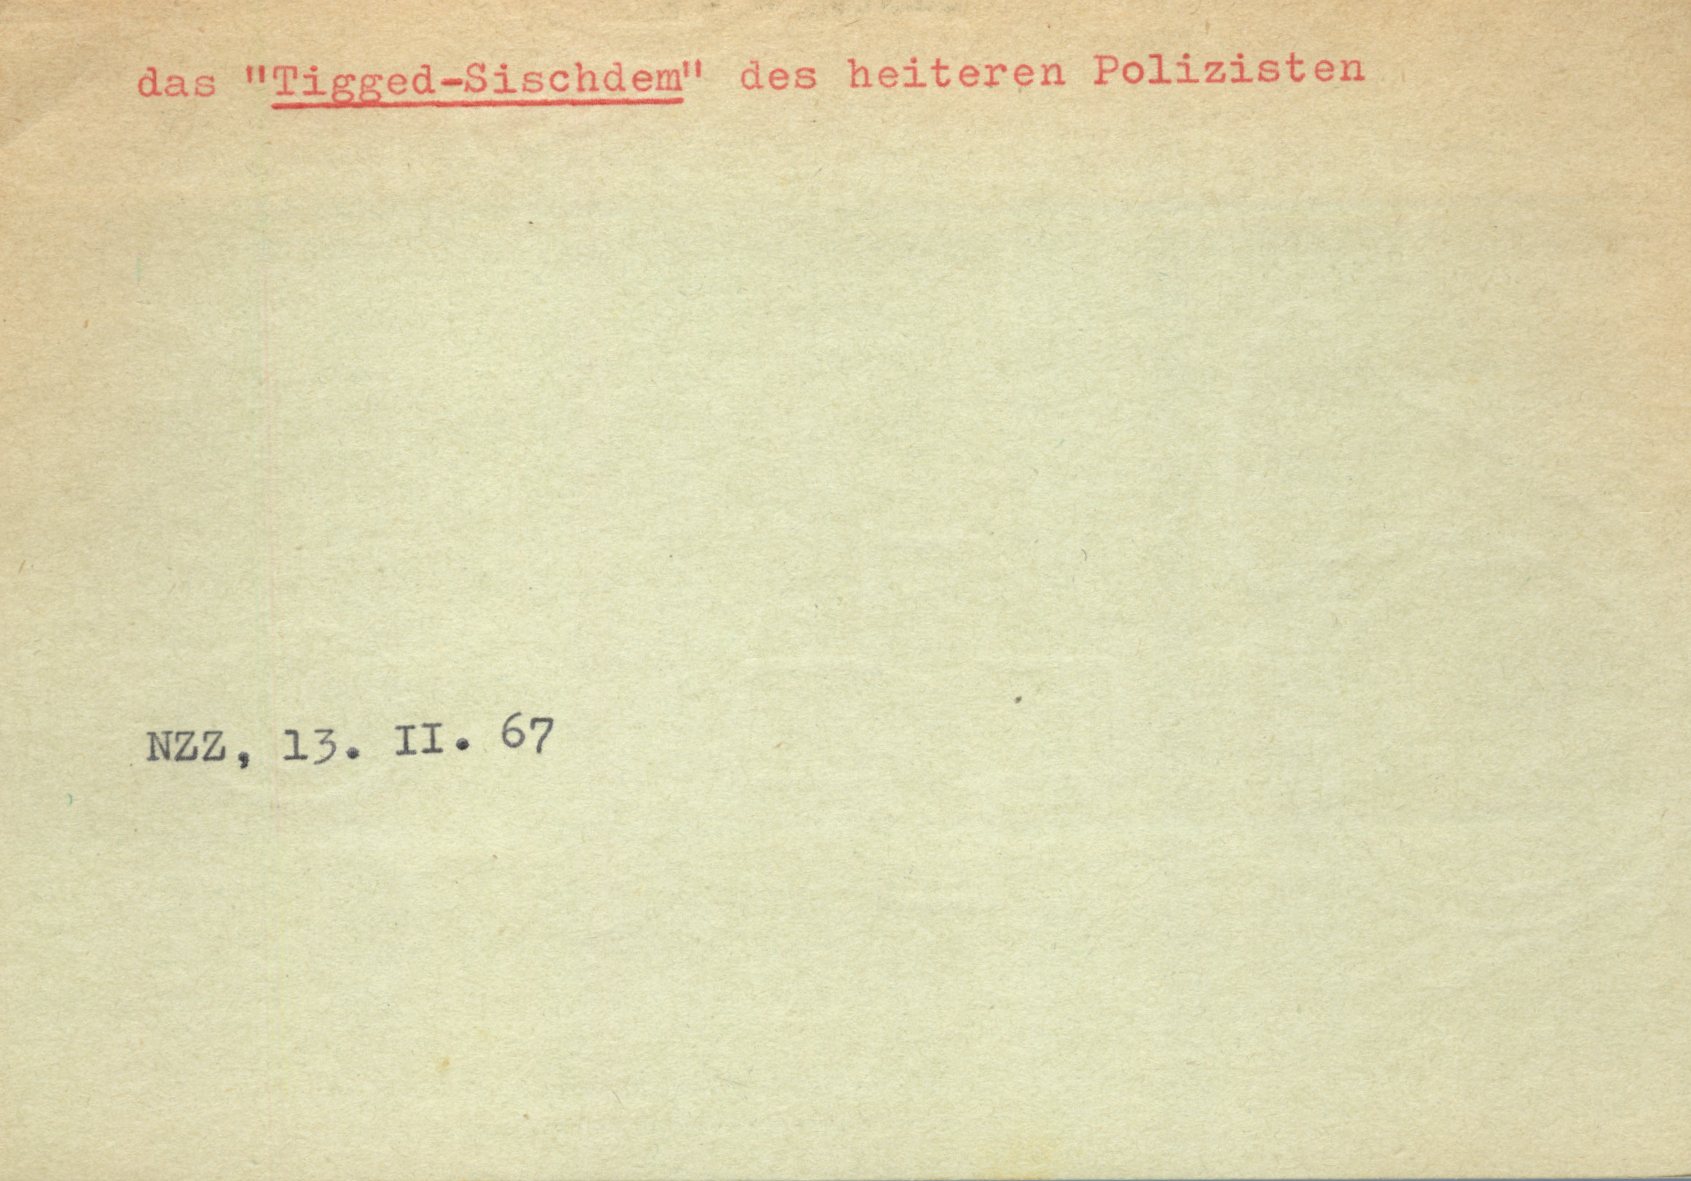 das "Tigged-Sischdem" des heiteren Polizisten
NZZ, 13. II. 67